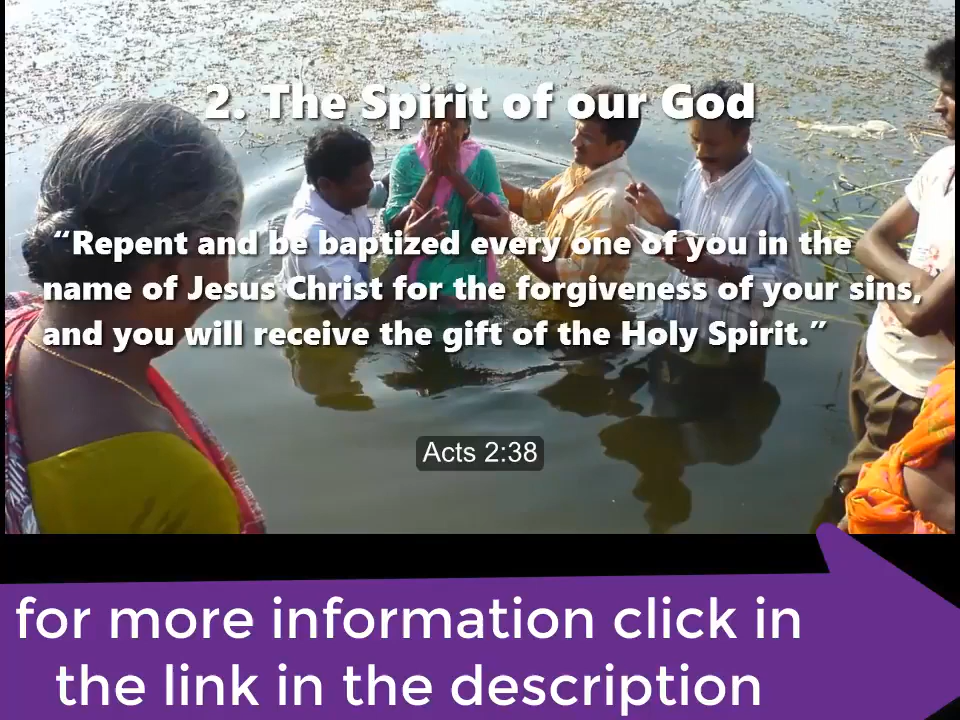 2. The Spirit of our God
“Repent and be baptized every one of you in the
name of Jesus Christ for the forgiveness of your sins,
and you will receive the gift of the Holy Spirit.”
Acts 2:38
for more information click in
the link in the description